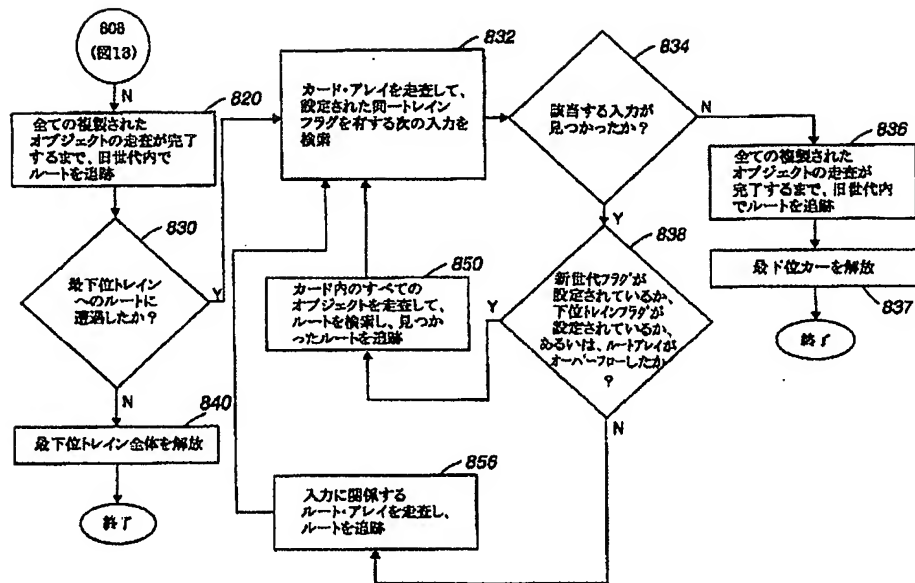 808
(図13)
N
820
全ての複製された
オブジェクトの走査が完了
するまで、旧世代内で
ルートを追跡
830
最下位トレイン
へのルートに
遭遇したか？
Y
N
840
最下位トレイン全体を解放
終了
832
カード・アレイを走査して、
設定された同一トレイン
フラグを有する次の入力を
検索
834
該当する入力が
見つかったか？
N
Y
836
全ての複製された
オブジェクトの走査が
完了するまで、旧世代内
でルートを追跡
最下位カーを解放
837
終了
838
新世代フラグが
設定されているか、
下位トレインフラグが
設定されているか、
あるいは、ルートアレイが
オーバーフローしたか
？
Y
N
850
カード内のすべての
オブジェクトを走査して、
ルートを検索し、見つか
ったルートを追跡
856
入力に関係する
ルート・アレイを走査し、
ルートを追跡